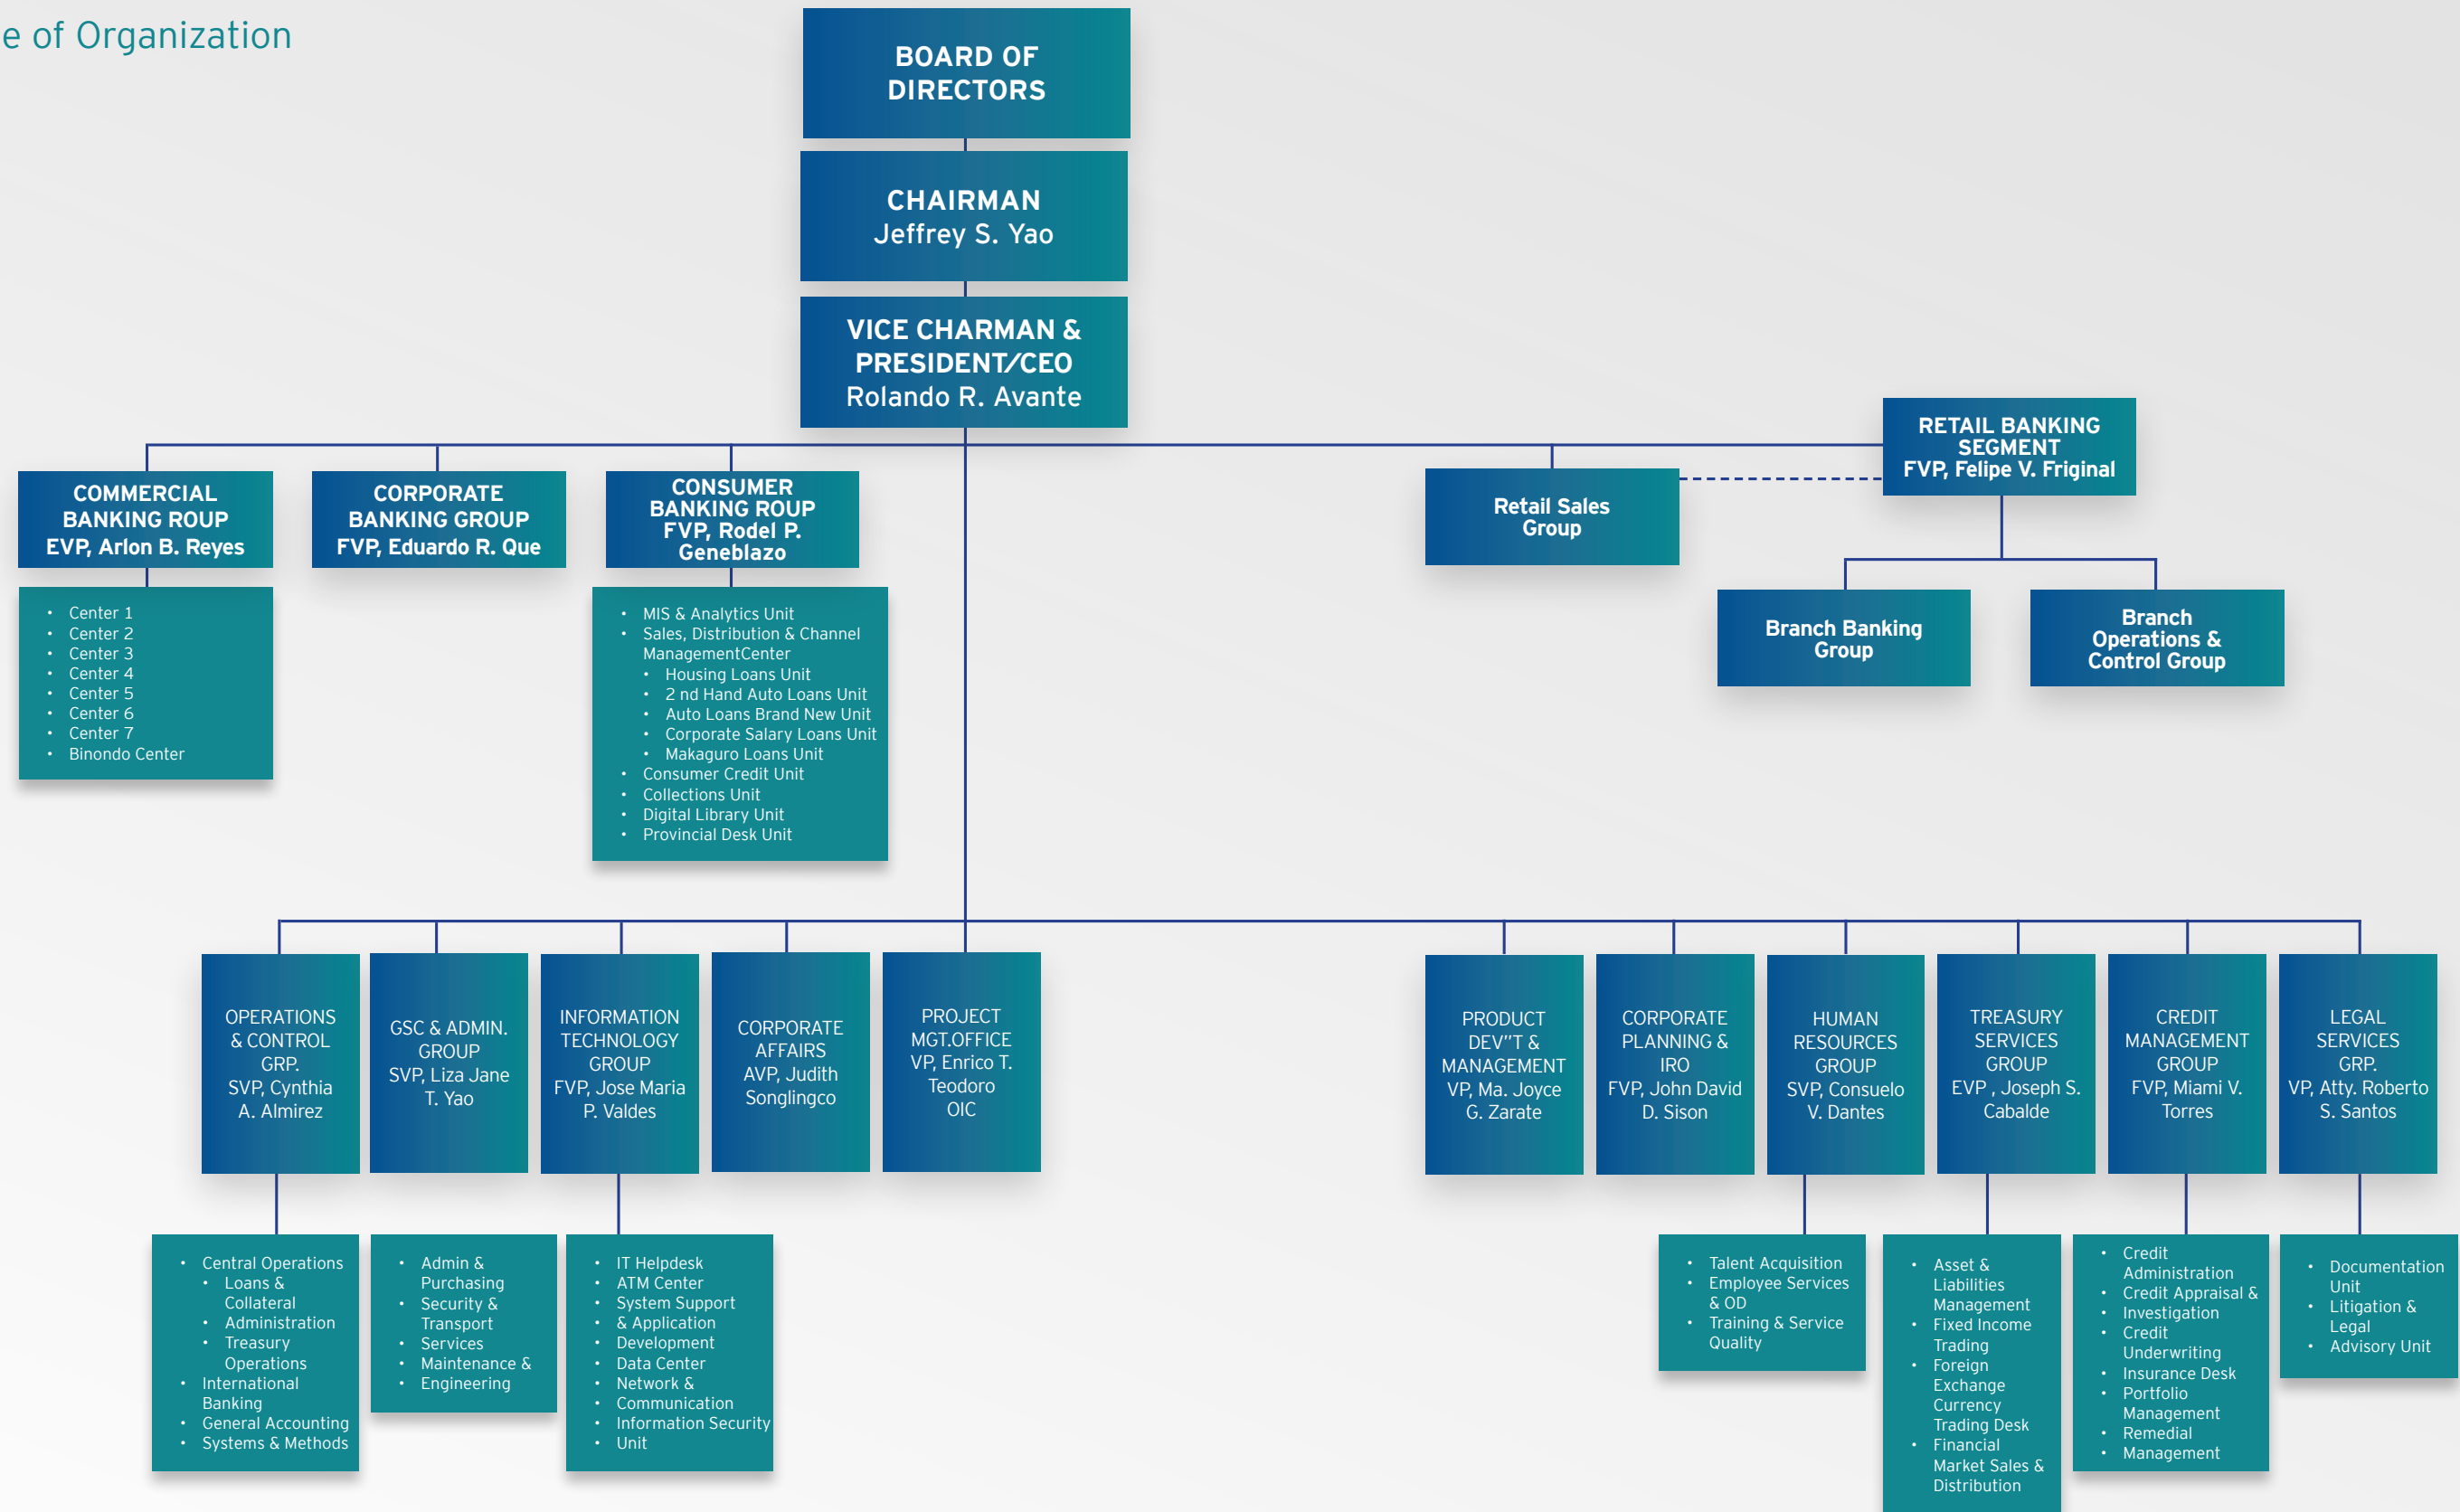 e of Organization
BOARD OF
DIRECTORS
CHAIRMAN
Jeffrey S. Yao
VICE CHARMAN &
PRESIDENT/CEO
Rolando R. Avante
COMMERCIAL
BANKING ROUP
EVP, Arlon B. Reyes
CORPORATE
BANKING GROUP
FVP, Eduardo R. Que
CONSUMER
BANKING ROUP
FVP, Rodel P.
Geneblazo
Retail Sales
Group
RETAIL BANKING
SEGMENT
FVP, Felipe V. Friginal
Branch Banking
Group
Branch
Operations &
Control Group
• Center 1
• Center 2
• Center 3
• Center 4
• Center 5
• Center 6
• Center 7
• Binondo Center
• MIS & Analytics Unit
• Sales, Distribution & Channel
ManagementCenter
• Housing Loans Unit
• 2 nd Hand Auto Loans Unit
• Auto Loans Brand New Unit
• Corporate Salary Loans Unit
• Makaguro Loans Unit
• Consumer Credit Unit
• Collections Unit
• Digital Library Unit
• Provincial Desk Unit
OPERATIONS
& CONTROL
GRP.
SVP, Cynthia
A. Almirez
GSC & ADMIN.
GROUP
SVP, Liza Jane
T. Yao
INFORMATION
TECHNOLOGY
GROUP
FVP, Jose Maria
P. Valdes
CORPORATE
AFFAIRS
AVP, Judith
Songlingco
PROJECT
MGT.OFFICE
VP, Enrico T.
Teodoro
OIC
PRODUCT
DEV"T &
MANAGEMENT
VP, Ma. Joyce
G. Zarate
CORPORATE
PLANNING &
IRO
FVP, John David
D. Sison
HUMAN
RESOURCES
GROUP
SVP, Consuelo
V. Dantes
TREASURY
SERVICES
GROUP
EVP , Joseph S.
Cabalde
CREDIT
MANAGEMENT
GROUP
FVP, Miami V.
Torres
LEGAL
SERVICES
GRP.
VP, Atty. Roberto
S. Santos
• Central Operations
• Loans &
Collateral
• Administration
• Treasury
Operations
• International
Banking
• General Accounting
• Systems & Methods
• Admin &
Purchasing
• Security &
Transport
• Services
• Maintenance &
• Engineering
• IT Helpdesk
• ATM Center
• System Support
• & Application
• Development
• Data Center
• Network &
• Communication
• Information Security
• Unit
• Talent Acquisition
• Employee Services
& OD
• Training & Service
Quality
• Asset &
Liabilities
Management
• Fixed Income
Trading
• Foreign
Exchange
Currency
Trading Desk
• Financial
Market Sales &
Distribution
• Credit
Administration
• Credit Appraisal &
• Investigation
• Credit
Underwriting
• Insurance Desk
• Portfolio
Management
• Remedial
• Management
• Documentation
Unit
• Litigation &
Legal
• Advisory Unit